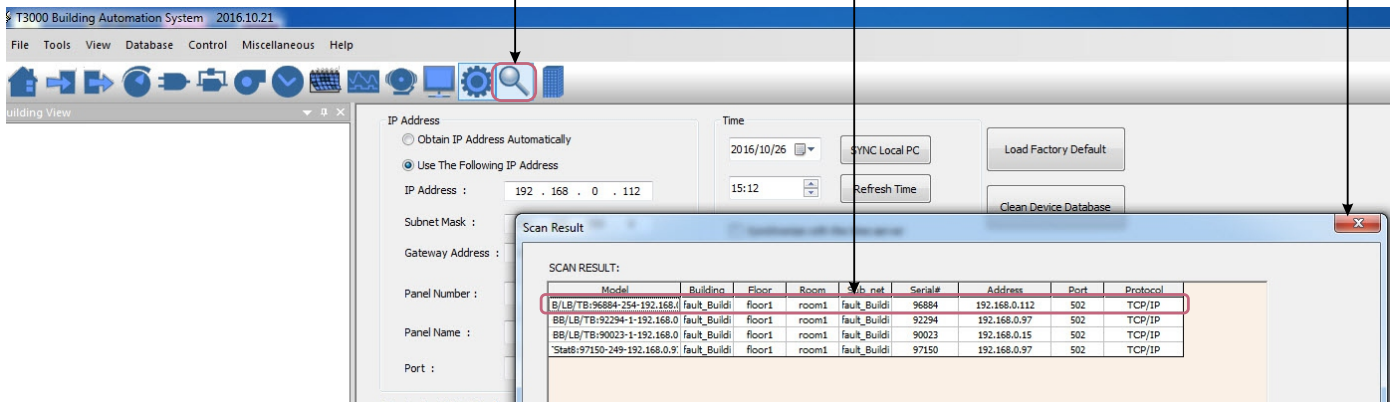 T3000 Building Automation System 2016.10.21
File Tools View Database Control Miscellaneous Help
uilding View
IP Address
Obtain IP Address Automatically
Use The Following IP Address
IP Address : 192 . 168 . 0 . 112
Subnet Mask :
Gateway Address :
Panel Number :
Panel Name :
Port :
Time
2016/10/26 SYNC Local PC
15:12 Refresh Time
Load Factory Default
Clean Device Database
Scan Result
SCAN RESULT:
Model Building Floor Room Sub_net Serial# Address Port Protocol
B/LB/TB:96884-254-192.168.( fault_Buildi floor1 room1 fault_Buildi 96884 192.168.0.112 502 TCP/IP
BB/LB/TB:92294-1-192.168.0 fault_Buildi floor1 room1 fault_Buildi 92294 192.168.0.97 502 TCP/IP
BB/LB/TB:90023-1-192.168.0 fault_Buildi floor1 room1 fault_Buildi 90023 192.168.0.15 502 TCP/IP
Stat8:97150-249-192.168.0.9 fault_Buildi floor1 room1 fault_Buildi 97150 192.168.0.97 502 TCP/IP